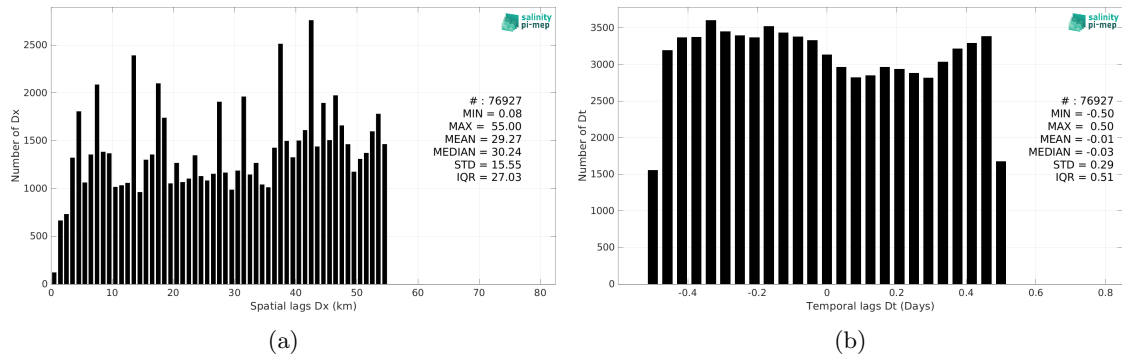 2500
2000
1500
1000
500
0
0
10
20
30
40
50
60
70
80
Number of Dx
Spatial lags Dx (km)
salinity
pi-mep
# : 76927
MIN = 0.08
MAX = 55.00
MEAN = 29.27
MEDIAN = 30.24
STD = 15.55
IQR = 27.03
(a)
3500
3000
2500
2000
1500
1000
500
0
-0.4
-0.2
0
0.2
0.4
0.6
0.8
Number of Dt
Temporal lags Dt (Days)
salinity
pi-mep
# : 76927
MIN = -0.50
MAX = 0.50
MEAN = -0.01
MEDIAN = -0.03
STD = 0.29
IQR = 0.51
(b)